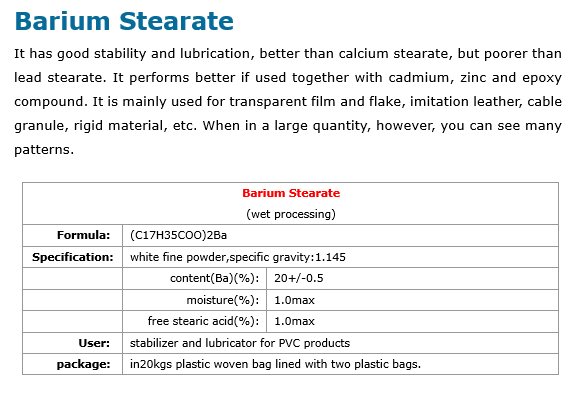 Barium Stearate
It has good stability and lubrication, better than calcium stearate, but poorer than
lead stearate. It performs better if used together with cadmium, zinc and epoxy
compound. It is mainly used for transparent film and flake, imitation leather, cable
granule, rigid material, etc. When in a large quantity, however, you can see many
patterns.
Barium Stearate
(wet processing)
Formula: (C17H35COO)2Ba
Specification: white fine powder,specific gravity:1.145
content(Ba)(%): 20+/-0.5
moisture(%): 1.0max
free stearic acid(%): 1.0max
User: stabilizer and lubricator for PVC products
package: in20kgs plastic woven bag lined with two plastic bags.